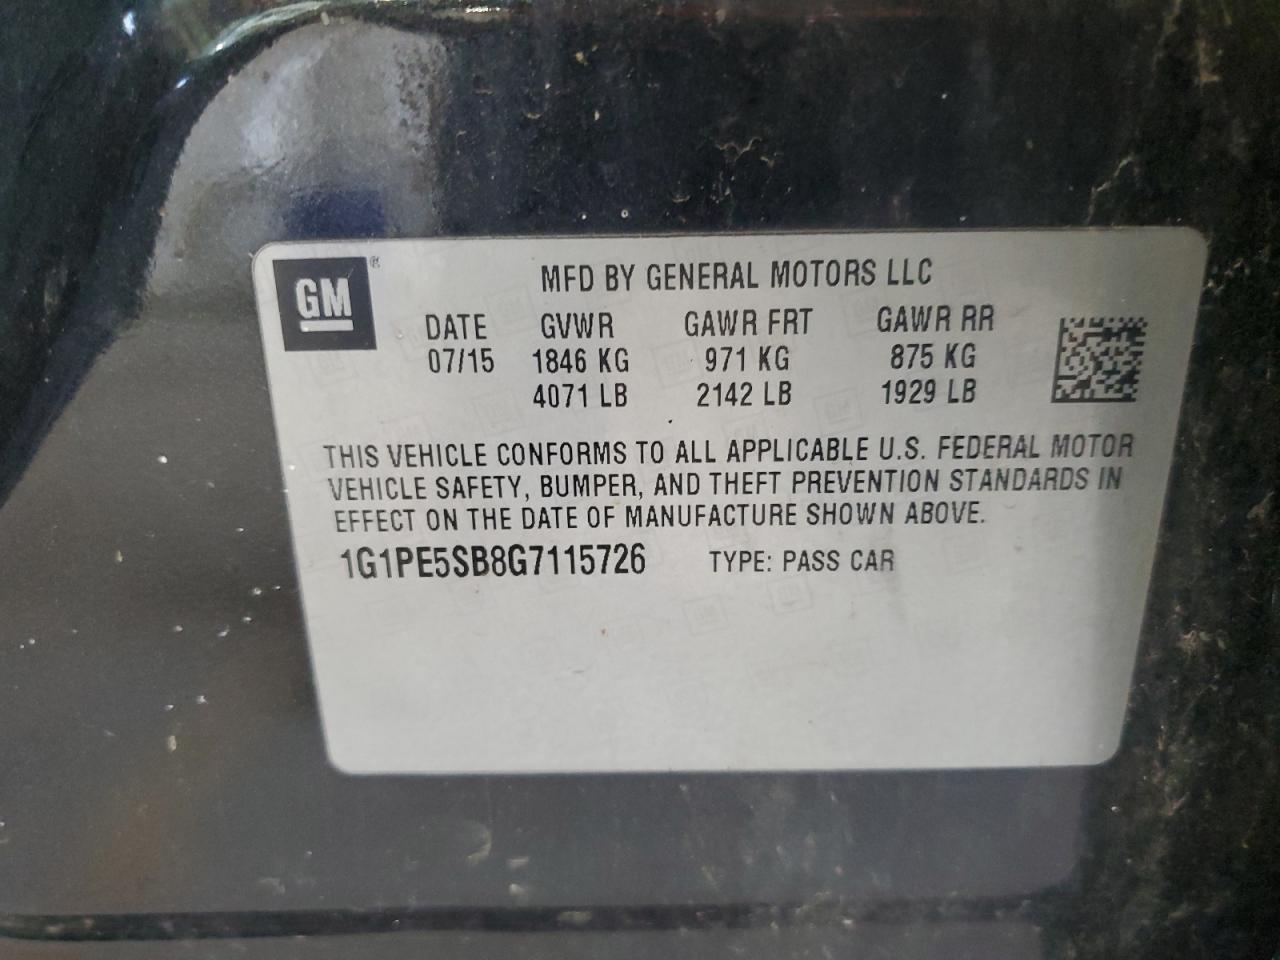 GM ®
MFD BY GENERAL MOTORS LLC
DATE GVWR GAWR FRT GAWR RR
07/15 1846 KG 971 KG 875 KG
4071 LB 2142 LB 1929 LB
THIS VEHICLE CONFORMS TO ALL APPLICABLE U.S. FEDERAL MOTOR
VEHICLE SAFETY, BUMPER, AND THEFT PREVENTION STANDARDS IN
EFFECT ON THE DATE OF MANUFACTURE SHOWN ABOVE.
1G1PE5SB8G7115726 TYPE: PASS CAR